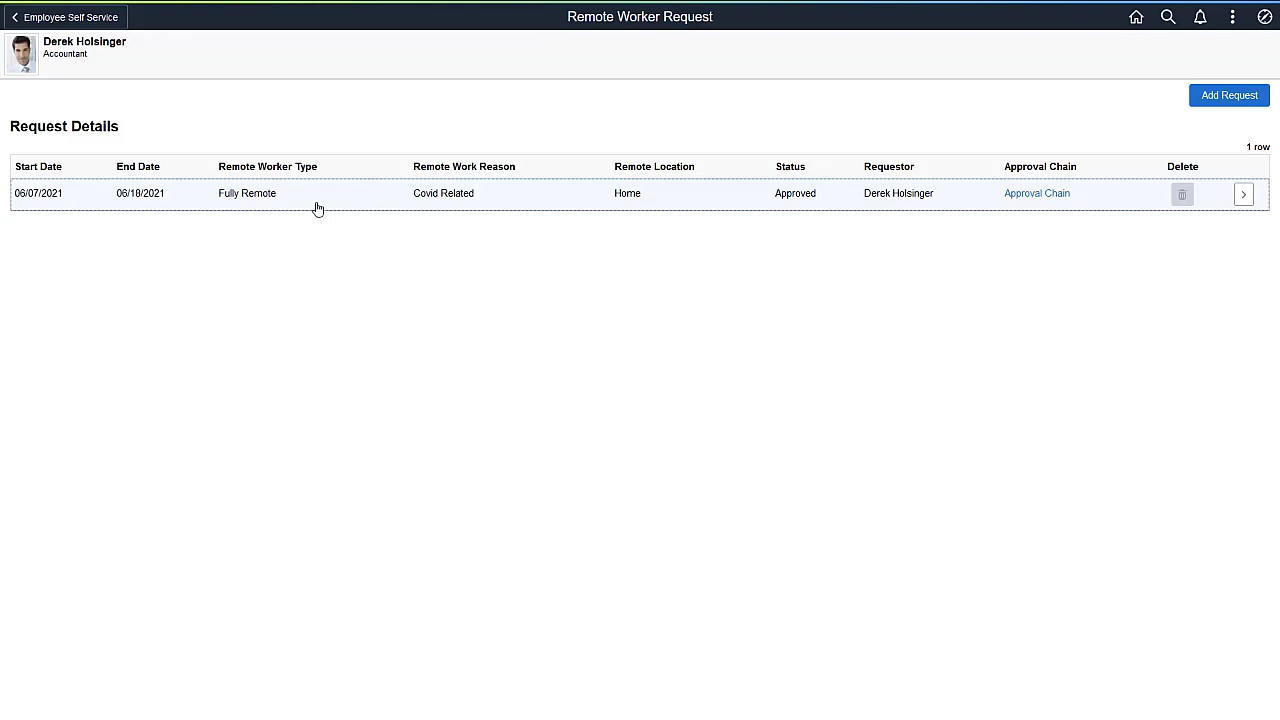 Employee Self Service
Remote Worker Request
Derek Holsinger
Accountant
Add Request
Request Details
1 row
Start Date End Date Remote Worker Type Remote Work Reason Remote Location Status Requestor Approval Chain Delete
06/07/2021 06/18/2021 Fully Remote Covid Related Home Approved Derek Holsinger Approval Chain